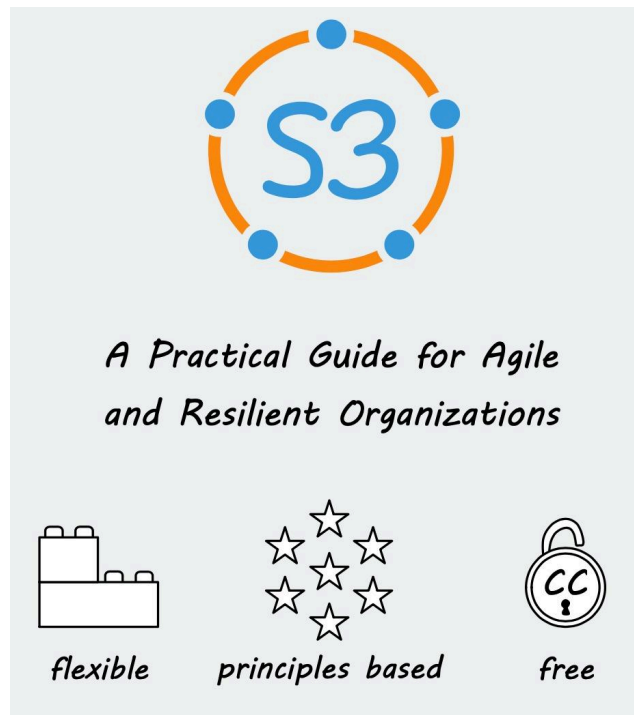 S3
A Practical Guide for Agile
and Resilient Organizations
CC
flexible
principles based
free